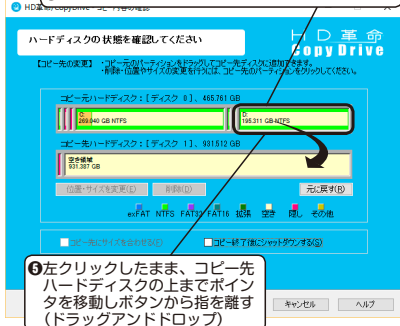 HD革命/CopyDrive - コピー内容の確認
ハードディスクの状態を確認してください
HD革命
Copy Drive
【コピー先の変更】 ・コピー元のパーティションをドラッグしてコピー先ディスクに追加できます。
・削除・位置やサイズの変更を行うには、コピー先のパーティションをクリックしてください。
コピー元ハードディスク：[ディスク 0]、465.761 GB
C:
269.040 GB NTFS
D:
195.311 GB NTFS
コピー先ハードディスク：[ディスク 1]、931.512 GB
空き領域
931.387 GB
位置・サイズを変更(E)
削除(D)
元に戻す(R)
exFAT NTFS FAT32 FAT16 拡張 空き 隠し その他
コピー先にサイズを合わせる(F)
コピー終了後にシャットダウンする(S)
❺左クリックしたまま、コピー先
ハードディスクの上までポイン
タを移動しボタンから指を離す
（ドラッグアンドドロップ）
キャンセル
ヘルプ